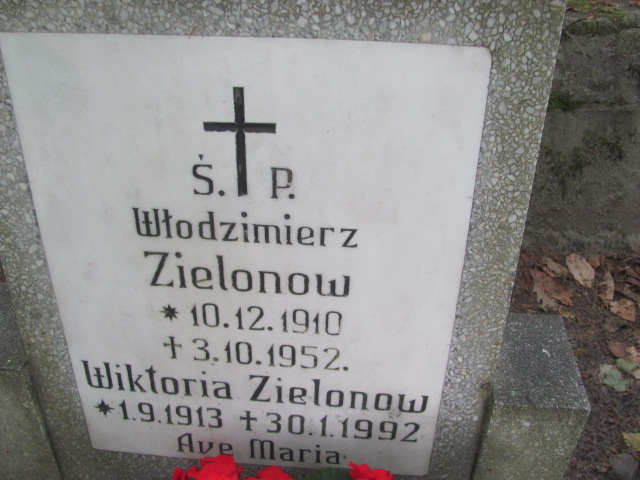 Ś. P.
Włodzimierz
Zielonow
* 10.12.1910
† 3.10.1952.
Wiktoria Zielonow
* 1.9.1913 † 30.1.1992
Ave Maria